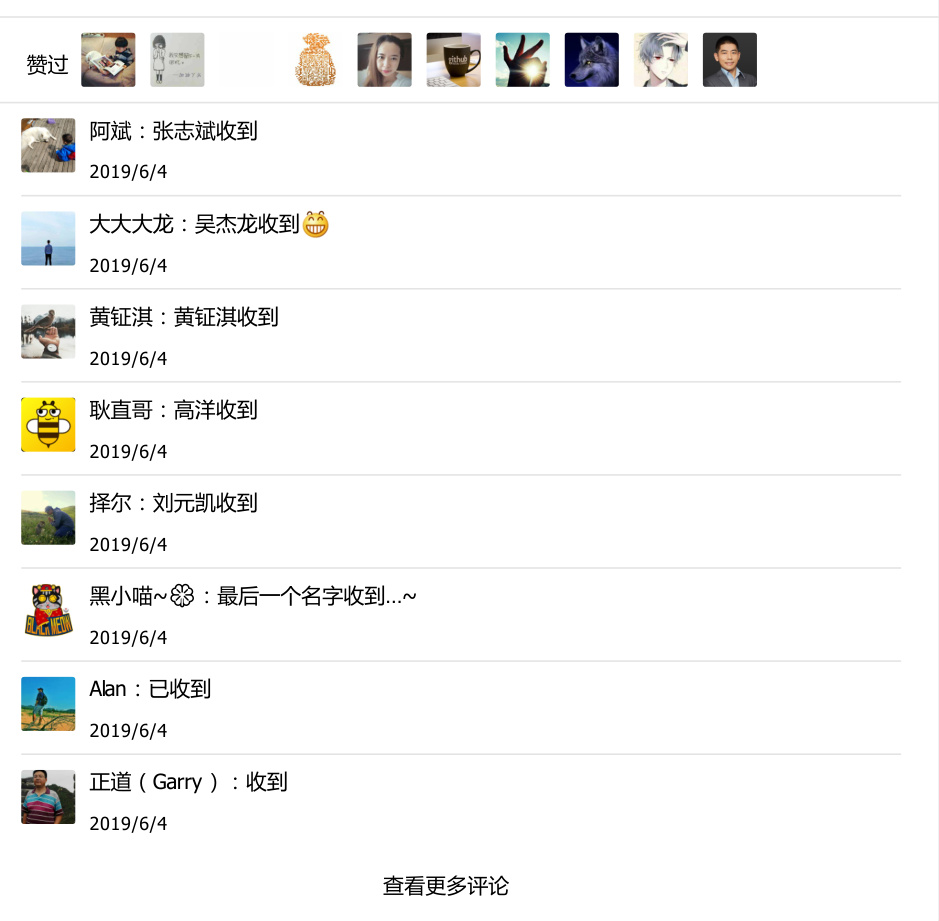 赞过
github
阿斌：张志斌收到
2019/6/4
大大大龙：吴杰龙收到😁
2019/6/4
黄钲淇：黄钲淇收到
2019/6/4
耿直哥：高洋收到
2019/6/4
择尔：刘元凯收到
2019/6/4
黑小喵~🏵：最后一个名字收到...~
BLACK MEOW
2019/6/4
Alan：已收到
2019/6/4
正道（Garry）：收到
2019/6/4
查看更多评论